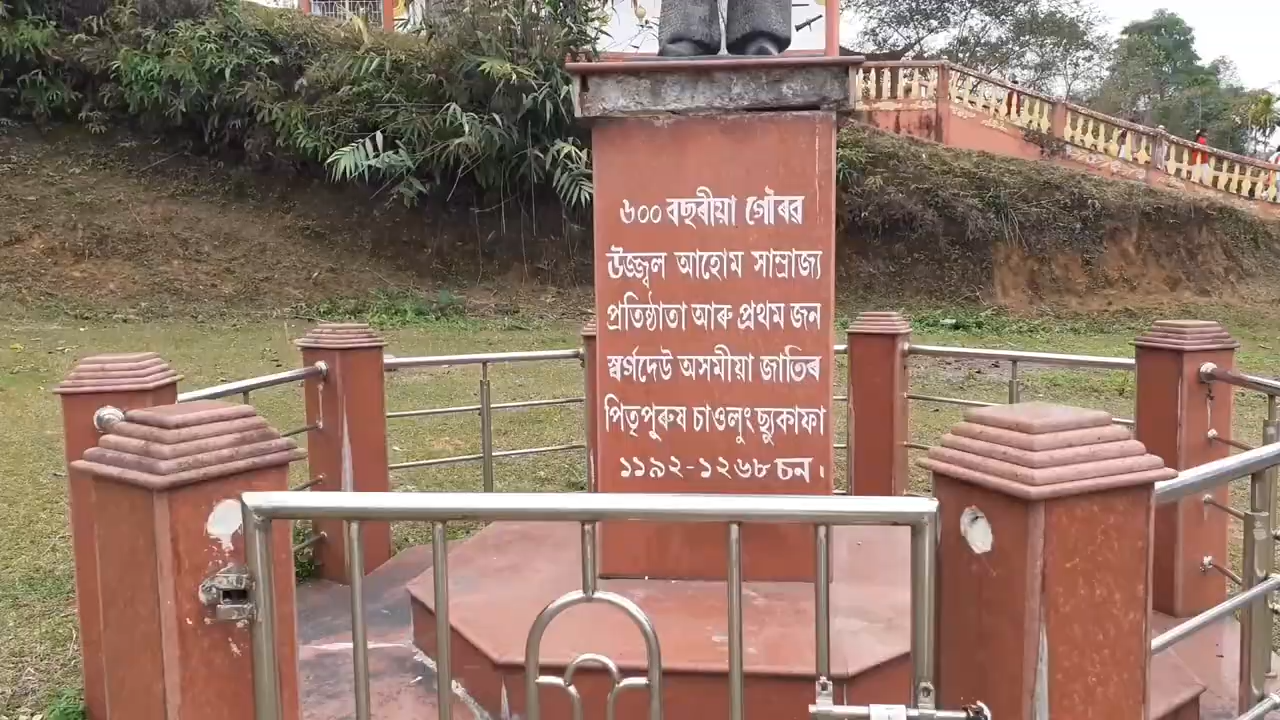 ৬০০ বছৰীয়া গৌৰৱ
উজ্জ্বল আহোম সাম্ৰাজ্য
প্ৰতিষ্ঠাতা আৰু প্ৰথম জন
স্বৰ্গদেউ অসমীয়া জাতিৰ
পিতৃপুৰুষ চাওলুং ছ্যুকাফা
১১৯২-১২৬৮ চন।